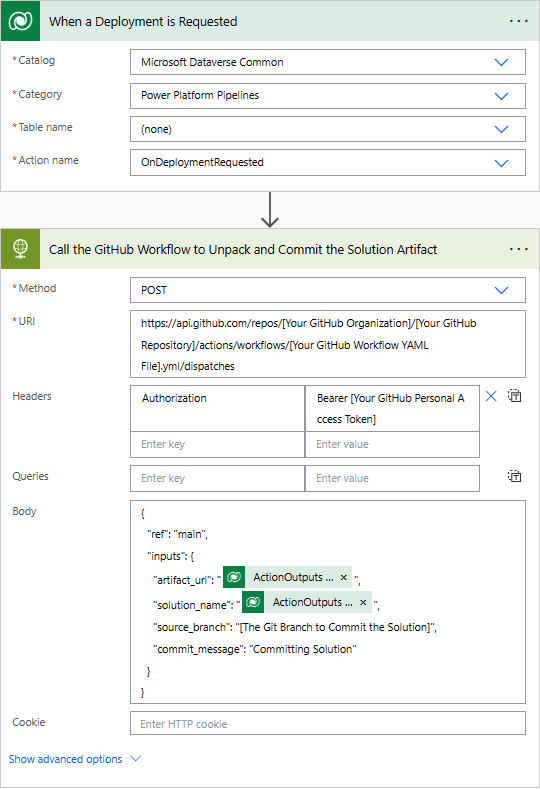 When a Deployment is Requested
* Catalog
Microsoft Dataverse Common
* Category
Power Platform Pipelines
* Table name
(none)
* Action name
OnDeploymentRequested
Call the GitHub Workflow to Unpack and Commit the Solution Artifact
* Method
POST
* URI
https://api.github.com/repos/[Your GitHub Organization]/[Your GitHub
Repository]/actions/workflows/[Your GitHub Workflow YAML
File].yml/dispatches
Headers
Authorization
Bearer [Your GitHub Personal A
ccess Token]
Enter key
Enter value
Queries
Enter key
Enter value
Body
{
"ref": "main",
"inputs": {
"artifact_url": " ActionOutputs ... × ",
"solution_name": " ActionOutputs ... × ",
"source_branch": "[The Git Branch to Commit the Solution]",
"commit_message": "Committing Solution"
}
}
Cookie
Enter HTTP cookie
Show advanced options